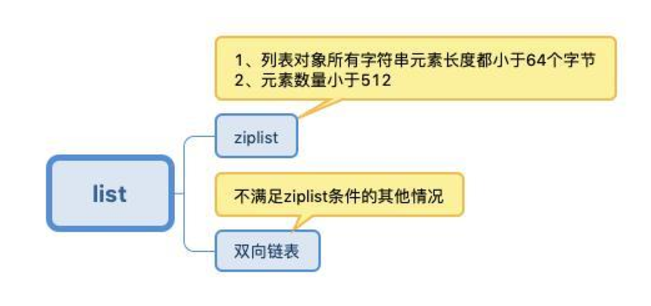 1、列表对象所有字符串元素长度都小于64个字节
2、元素数量小于512
ziplist
list
不满足ziplist条件的其他情况
双向链表